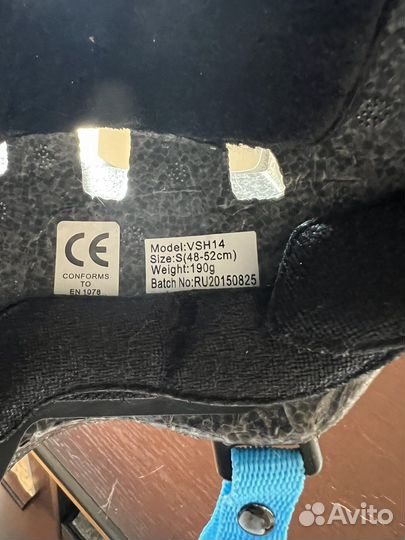 CE
CONFORMS
TO
EN 1078
Model:VSH14
Size:S(48-52cm)
Weight:190g
Batch No:RU20150825
Avito